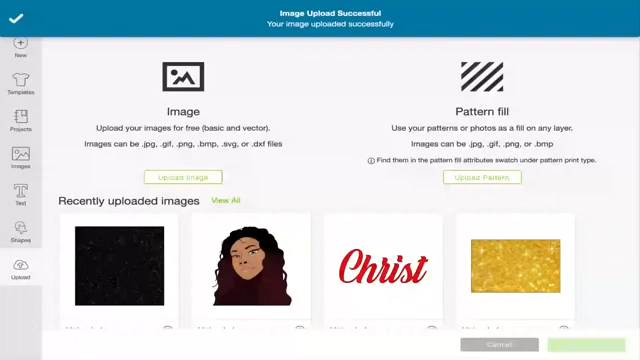 Image Upload Successful
Your image uploaded successfully
New
Templates
Projects
Images
Text
Shapes
Upload
Image
Upload your images for free (basic and vector).
Images can be .jpg, .gif, .png, .bmp, .svg, or .dxf files
Upload Image
Pattern fill
Use your patterns or photos as a fill on any layer.
Images can be .jpg, .gif, .png, or .bmp
Find them in the pattern fill attributes swatch under pattern print type.
Upload Pattern
Recently uploaded images View All
Christ
Cancel